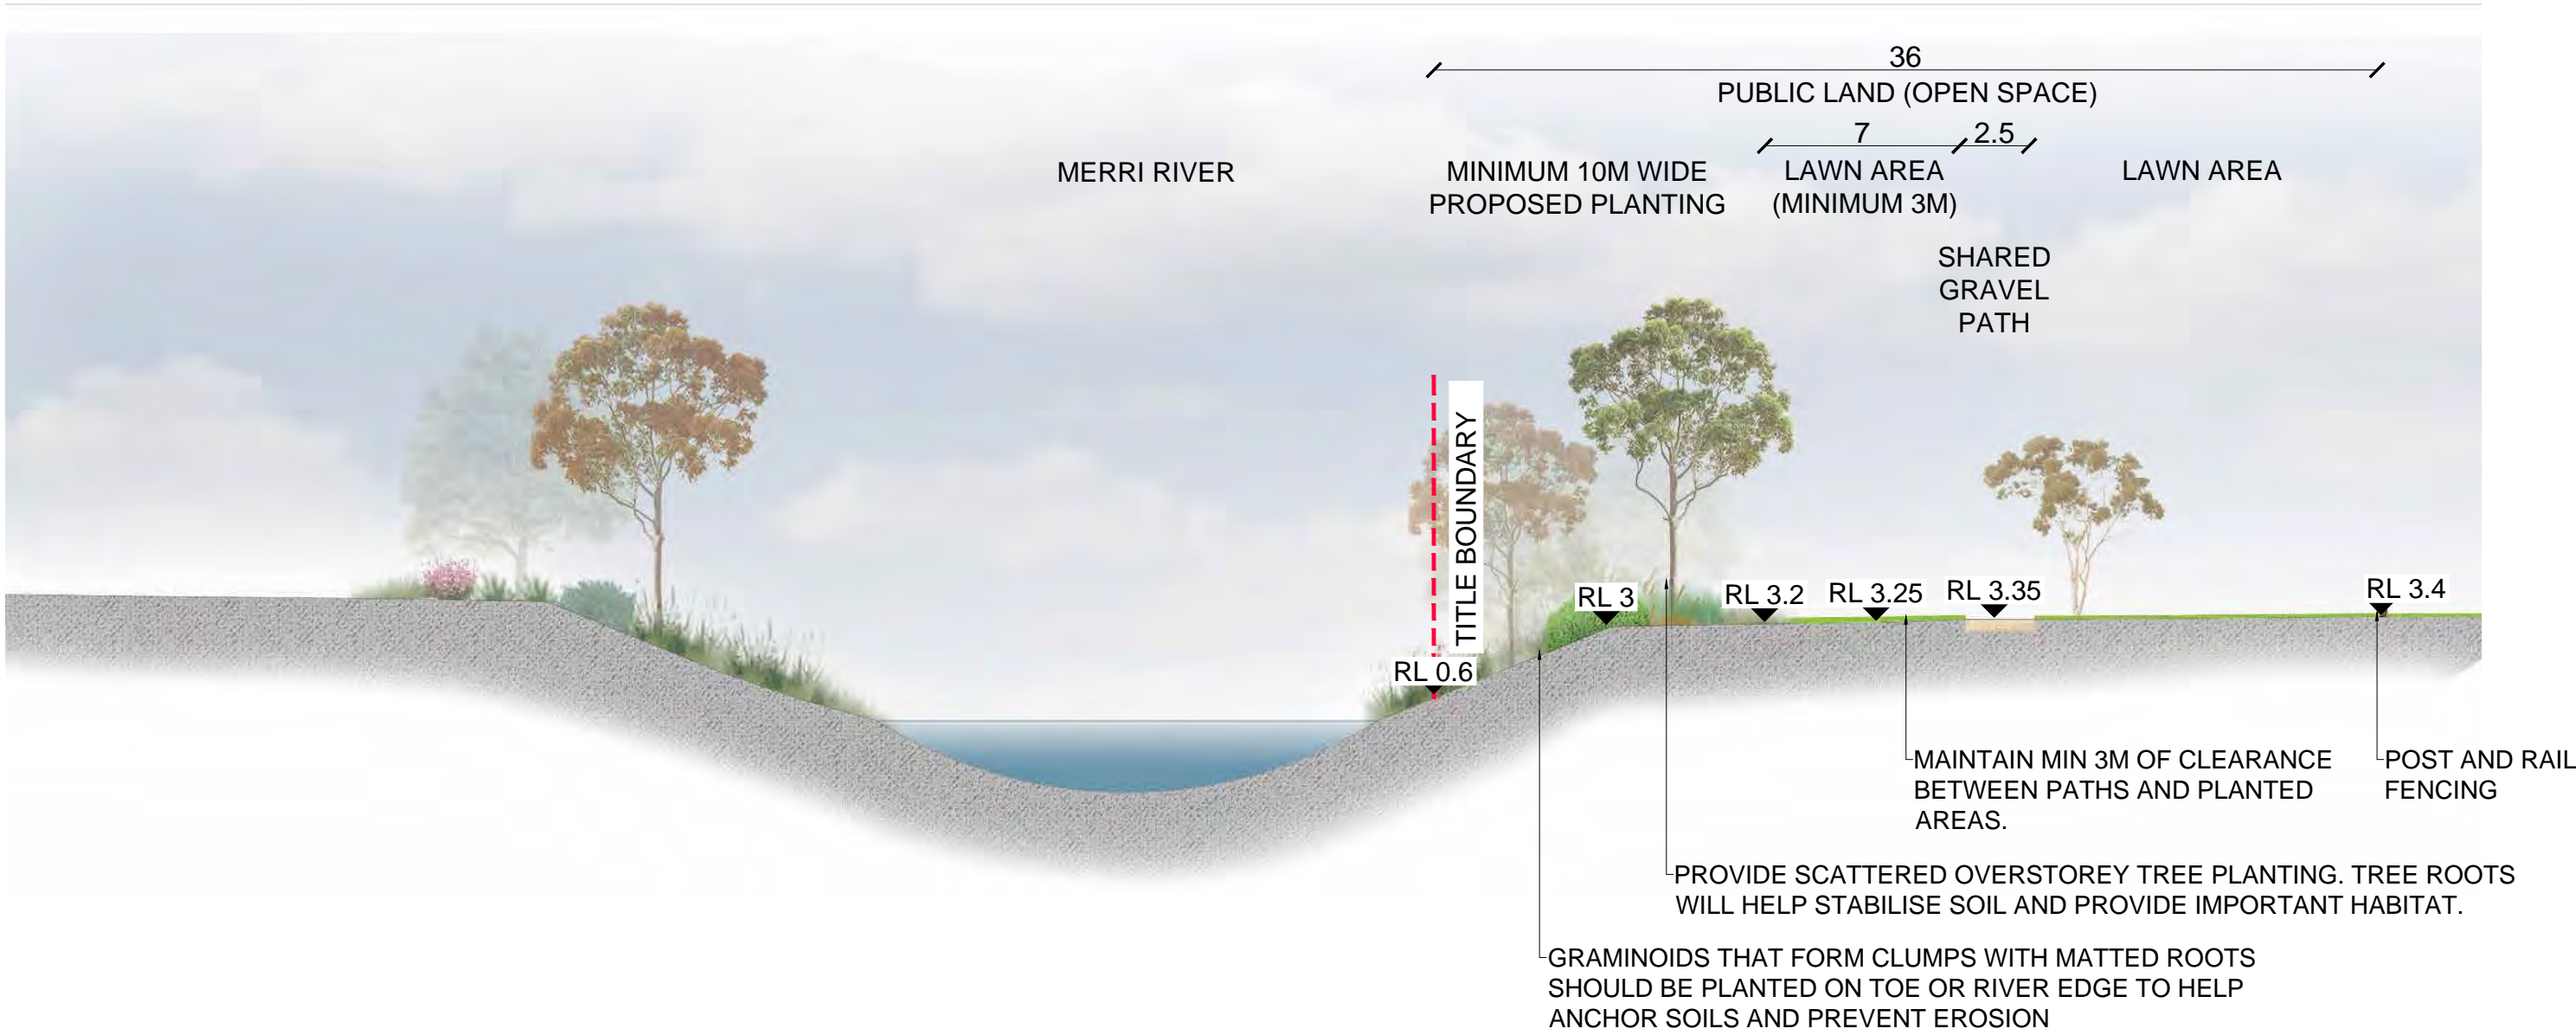 36
PUBLIC LAND (OPEN SPACE)
7
2.5
MERRI RIVER
MINIMUM 10M WIDE
PROPOSED PLANTING
LAWN AREA
(MINIMUM 3M)
LAWN AREA
SHARED
GRAVEL
PATH
TITLE BOUNDARY
RL 0.6
RL 3
RL 3.2
RL 3.25
RL 3.35
RL 3.4
MAINTAIN MIN 3M OF CLEARANCE
BETWEEN PATHS AND PLANTED
AREAS.
POST AND RAIL
FENCING
PROVIDE SCATTERED OVERSTOREY TREE PLANTING. TREE ROOTS
WILL HELP STABILISE SOIL AND PROVIDE IMPORTANT HABITAT.
GRAMINOIDS THAT FORM CLUMPS WITH MATTED ROOTS
SHOULD BE PLANTED ON TOE OR RIVER EDGE TO HELP
ANCHOR SOILS AND PREVENT EROSION